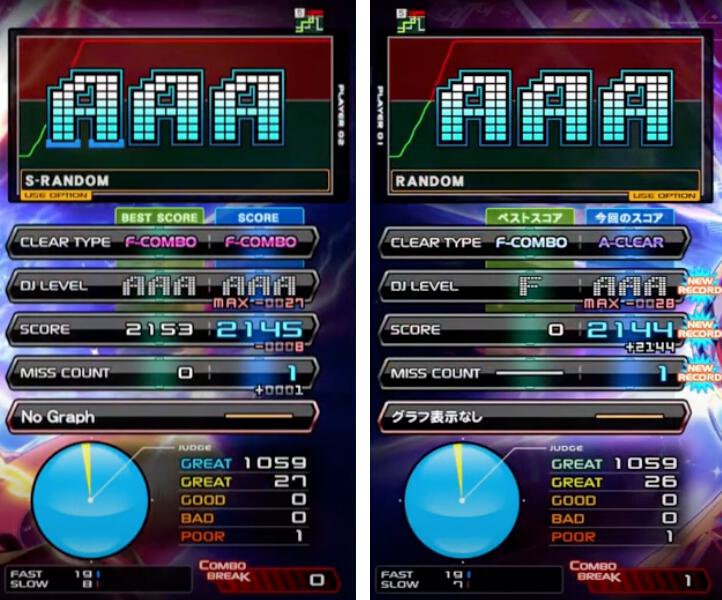 AAA
PLAYER 02
S-RANDOM
USE OPTION
BEST SCORE SCORE
CLEAR TYPE F-COMBO F-COMBO
DJ LEVEL AAA AAA
MAX -0027
SCORE 2153 2145
-0008
MISS COUNT 0 1
+0001
No Graph
JUDGE
GREAT 1059
GREAT 27
GOOD 0
BAD 0
POOR 1
FAST 19
SLOW 8
COMBO BREAK 0
AAA
PLAYER 01
RANDOM
USE OPTION
ベストスコア 今回のスコア
CLEAR TYPE F-COMBO A-CLEAR
DJ LEVEL F AAA NEW RECORD
MAX -0028
SCORE 0 2144 NEW RECORD
+2144
MISS COUNT 1 NEW RECORD
グラフ表示なし
JUDGE
GREAT 1059
GREAT 26
GOOD 0
BAD 0
POOR 1
FAST 19
SLOW 7
COMBO BREAK 1